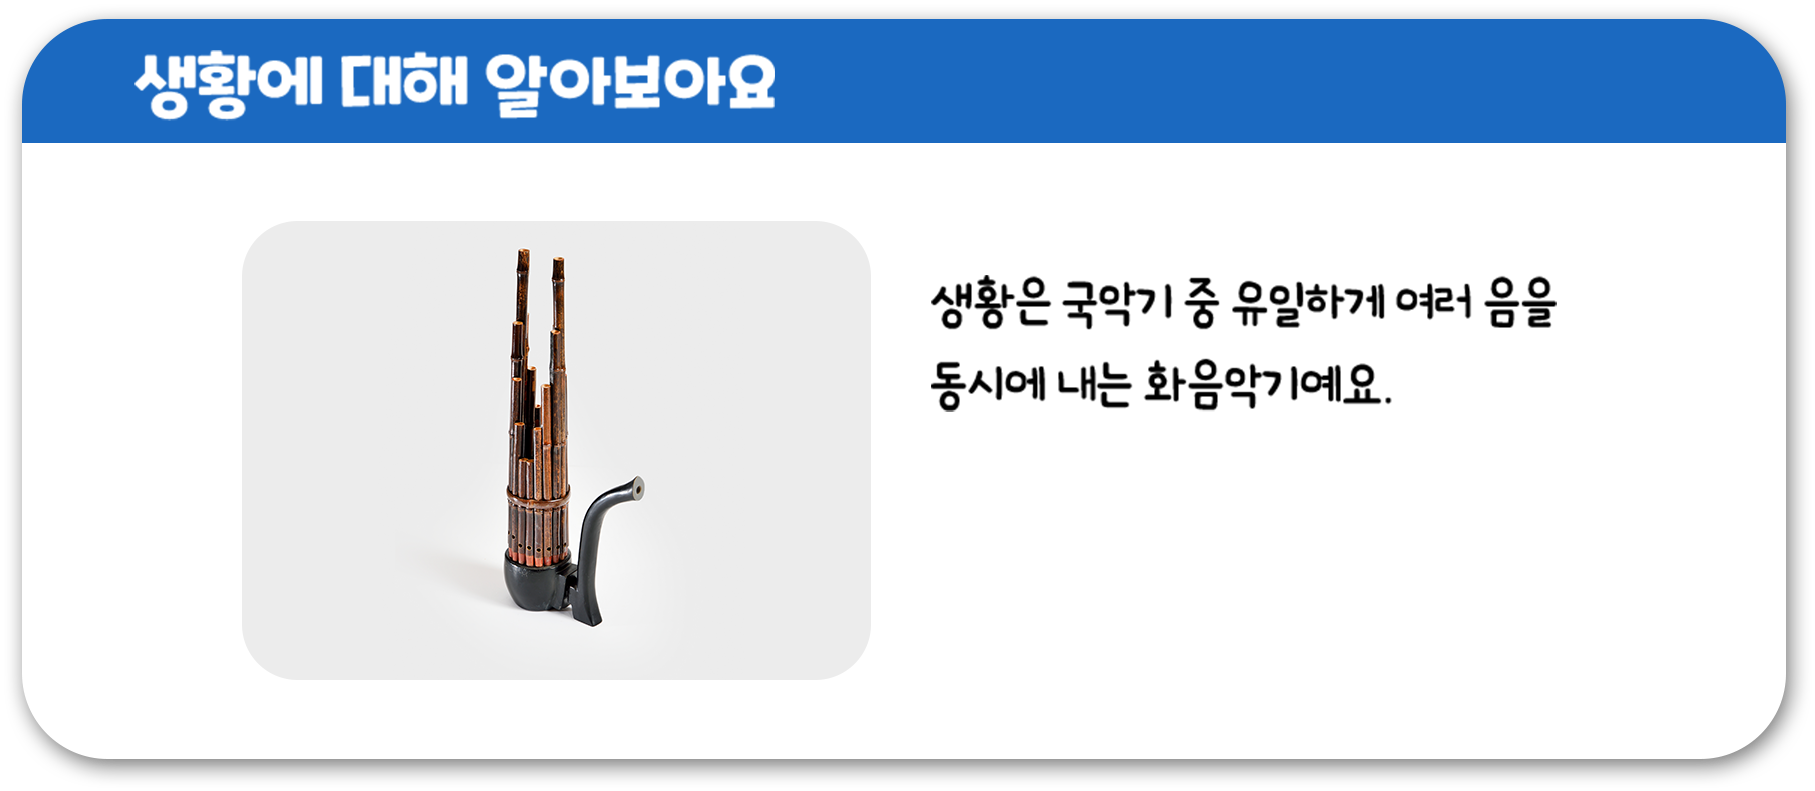 생황에 대해 알아보아요
생황은 국악기 중 유일하게 여러 음을
동시에 내는 화음악기예요.